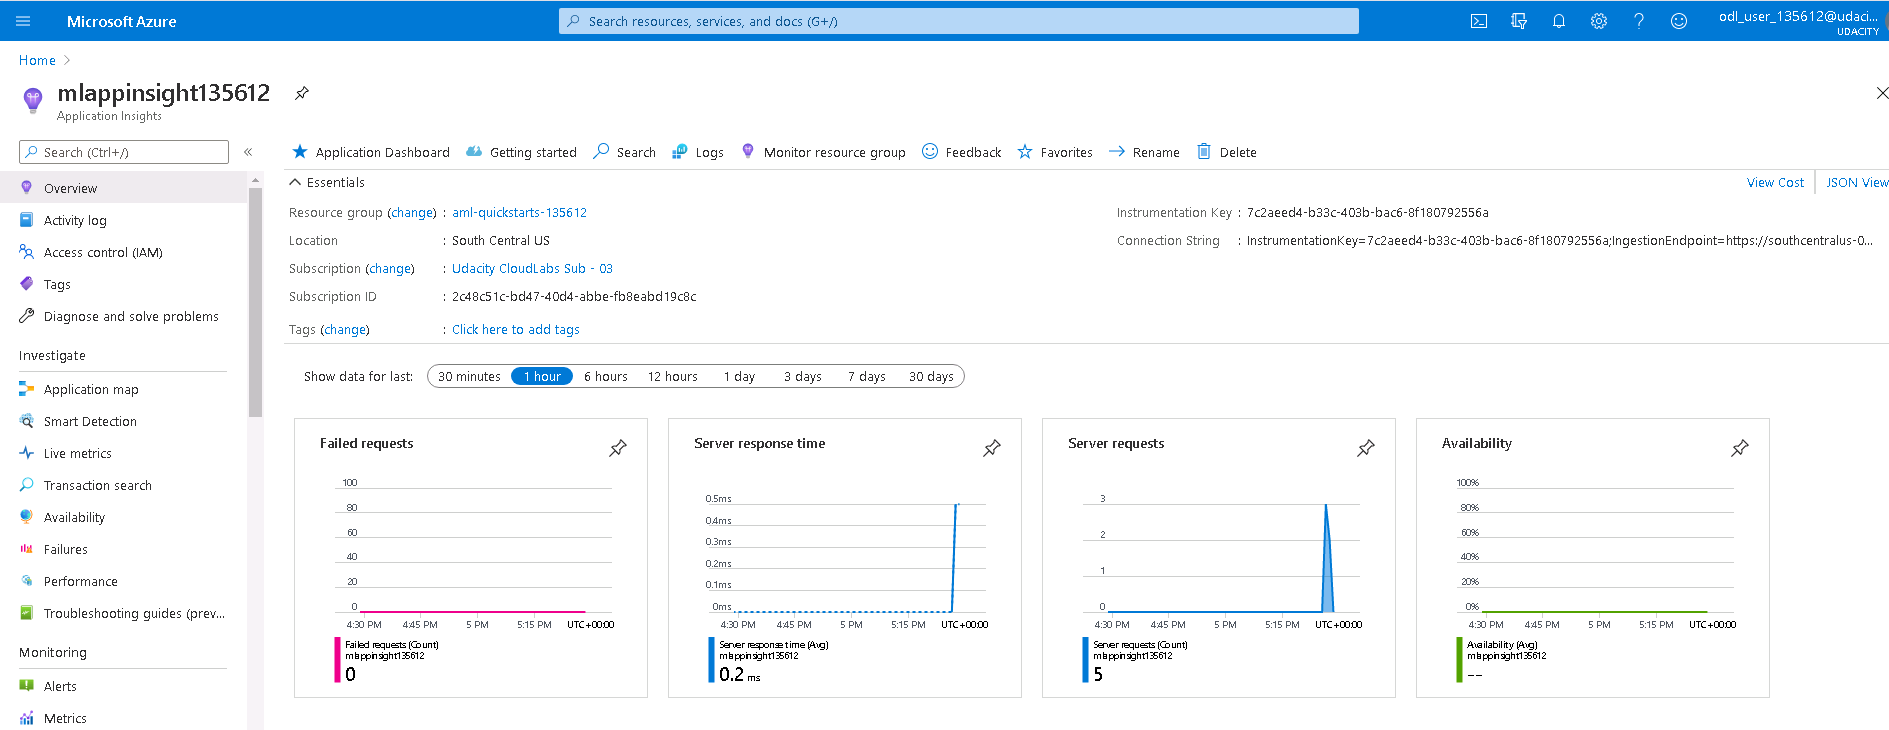 Microsoft Azure
Search resources, services, and docs (G+/)
odl_user_135612@udaci...
UDACITY
Home
mlappinsight135612
Application Insights
Search (Ctrl+/)
«
Application Dashboard
Getting started
Search
Logs
Monitor resource group
Feedback
Favorites
Rename
Delete
Overview
Activity log
Access control (IAM)
Tags
Diagnose and solve problems
Investigate
Application map
Smart Detection
Live metrics
Transaction search
Availability
Failures
Performance
Troubleshooting guides (prev...
Monitoring
Alerts
Metrics
Essentials
View Cost
JSON View
Resource group (change) : aml-quickstarts-135612
Location : South Central US
Subscription (change) : Udacity CloudLabs Sub - 03
Subscription ID : 2c48c51c-bd47-40d4-abbe-fb8eabd19c8c
Tags (change) : Click here to add tags
Instrumentation Key : 7c2aeed4-b33c-403b-bac6-8f180792556a
Connection String : InstrumentationKey=7c2aeed4-b33c-403b-bac6-8f180792556a;IngestionEndpoint=https://southcentralus-0...
Show data for last: 30 minutes 1 hour 6 hours 12 hours 1 day 3 days 7 days 30 days
Failed requests
100
80
60
40
20
0
4:30 PM 4:45 PM 5 PM 5:15 PM UTC+00:00
Failed requests (Count)
mlappinsight135612
0
Server response time
0.5ms
0.4ms
0.3ms
0.2ms
0.1ms
0ms
4:30 PM 4:45 PM 5 PM 5:15 PM UTC+00:00
Server response time (Avg)
mlappinsight135612
0.2 ms
Server requests
3
2
1
0
4:30 PM 4:45 PM 5 PM 5:15 PM UTC+00:00
Server requests (Count)
mlappinsight135612
5
Availability
100%
80%
60%
40%
20%
0%
4:30 PM 4:45 PM 5 PM 5:15 PM UTC+00:00
Availability (Avg)
mlappinsight135612
--